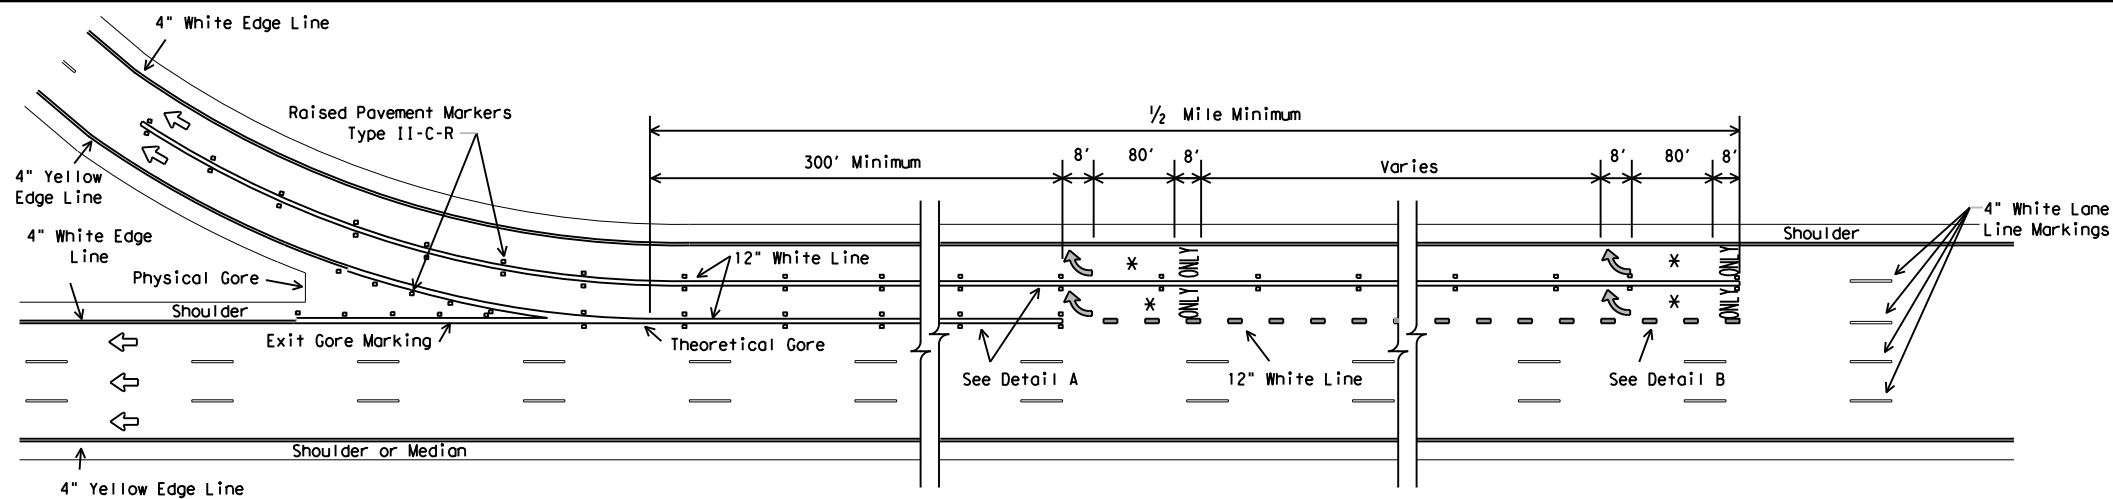 4" White Edge Line
Raised Pavement Markers
Type II-C-R
½ Mile Minimum
300' Minimum
8'
80'
8'
Varies
8'
80'
8'
4" Yellow
Edge Line
4" White Edge
Line
Physical Gore
Shoulder
Exit Gore Marking
12" White Line
Theoretical Gore
See Detail A
*
ONLY
*
ONLY
12" White Line
*
ONLY
*
ONLY
See Detail B
Shoulder
4" White Lane
Line Markings
Shoulder or Median
4" Yellow Edge Line